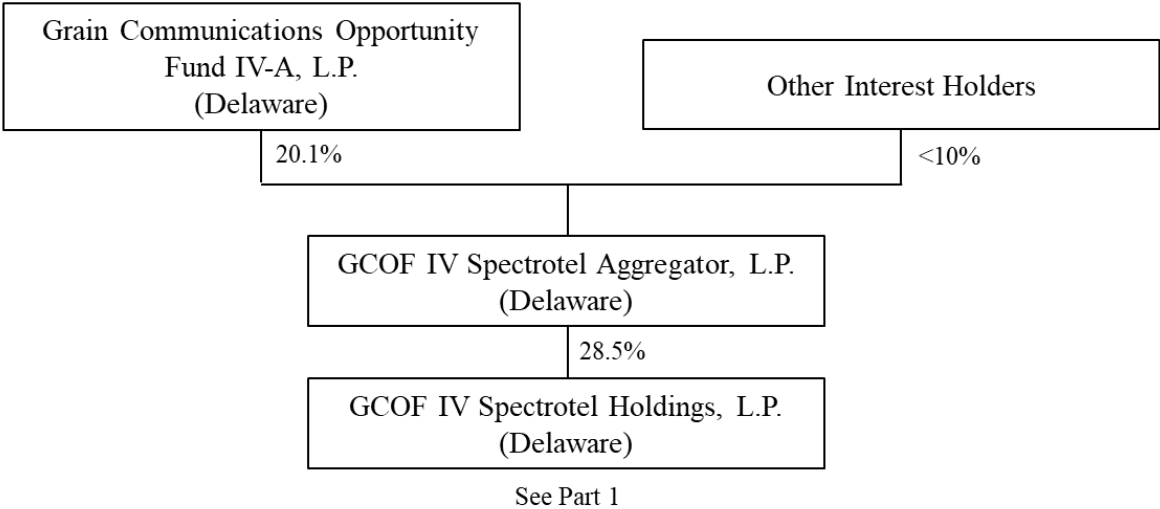 Grain Communications Opportunity
Fund IV-A, L.P.
(Delaware)
Other Interest Holders
20.1%
<10%
GCOF IV Spectrotel Aggregator, L.P.
(Delaware)
28.5%
GCOF IV Spectrotel Holdings, L.P.
(Delaware)
See Part 1